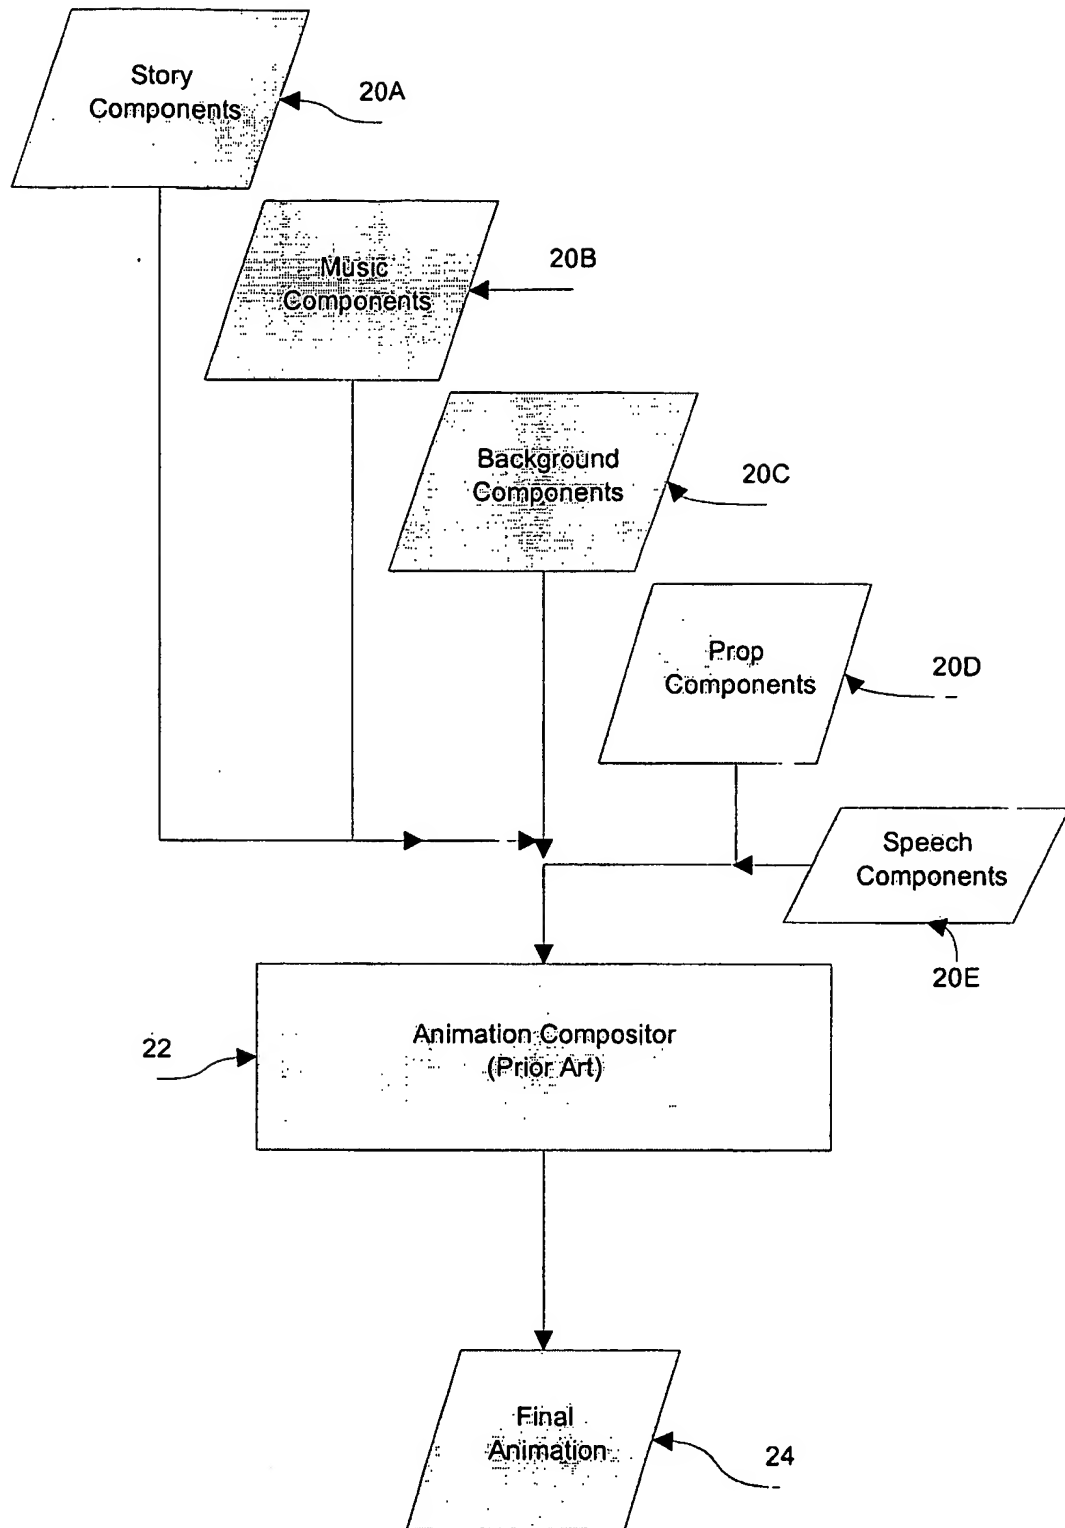 Story
Components
20A
Music
Components
20B
Background
Components
20C
Prop
Components
20D
Speech
Components
20E
Animation Compositor
(Prior Art)
22
Final
Animation
24